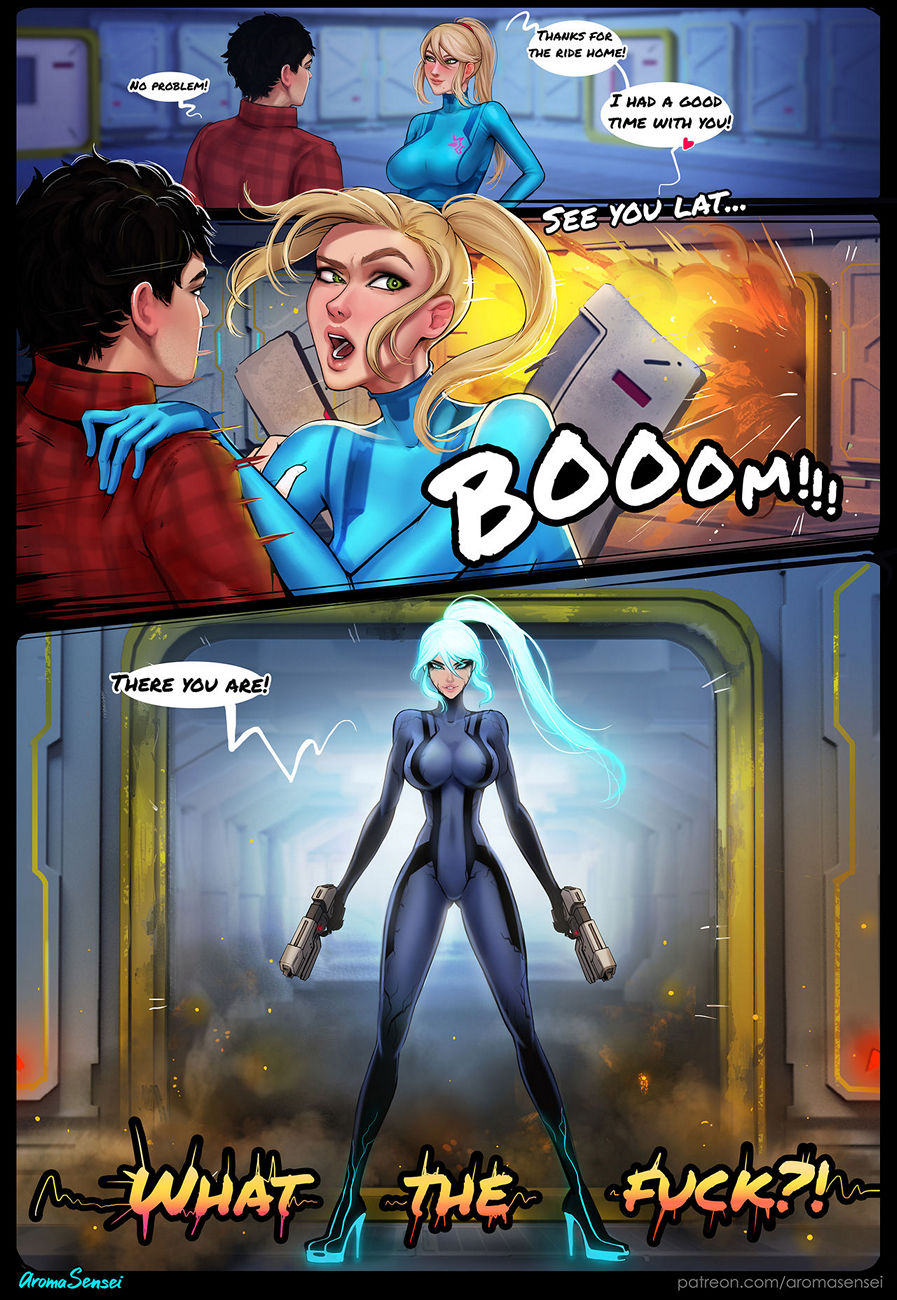 No problem!
Thanks for
the ride home!
I had a good
time with you!
See you lat...
BOOOM!!!
There you are!
What the fuck?!
AromaSensei
patreon.com/aromasensei